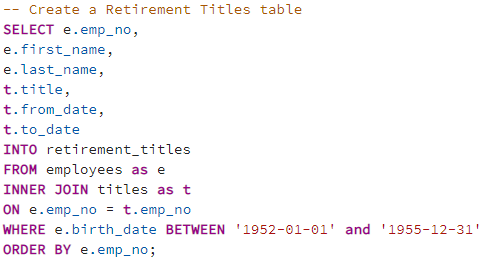 -- Create a Retirement Titles table
SELECT e.emp_no,
e.first_name,
e.last_name,
t.title,
t.from_date,
t.to_date
INTO retirement_titles
FROM employees as e
INNER JOIN titles as t
ON e.emp_no = t.emp_no
WHERE e.birth_date BETWEEN '1952-01-01' and '1955-12-31'
ORDER BY e.emp_no;